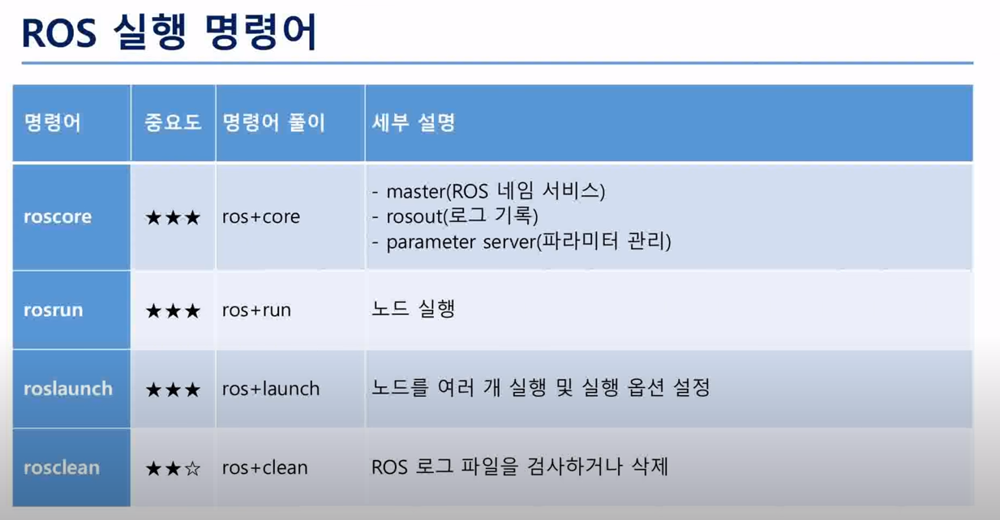 ROS 실행 명령어
명령어 중요도 명령어 풀이 세부 설명
roscore ★★★ ros+core
- master(ROS 네임 서비스)
- rosout(로그 기록)
- parameter server(파라미터 관리)
rosrun ★★★ ros+run 노드 실행
roslaunch ★★★ ros+launch 노드를 여러 개 실행 및 실행 옵션 설정
rosclean ★★☆ ros+clean ROS 로그 파일을 검사하거나 삭제